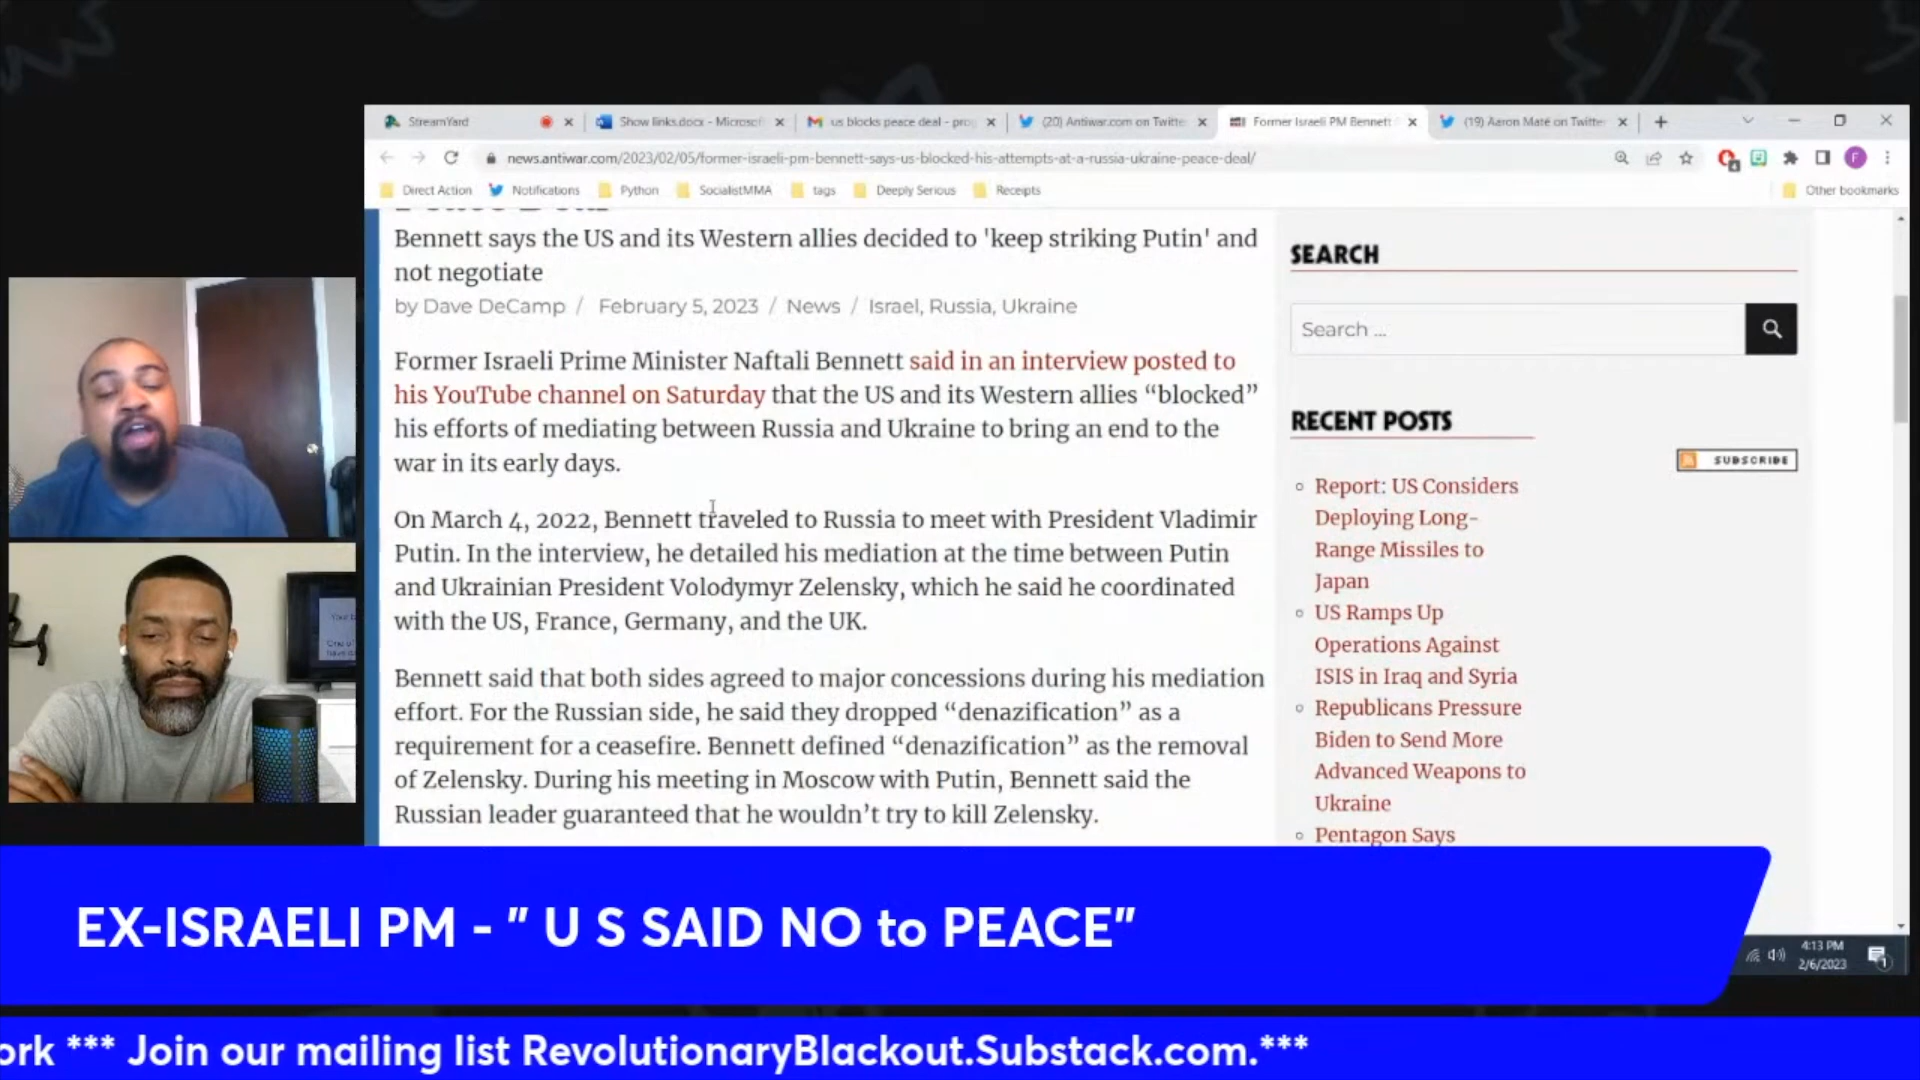 StreamYard
Show links.docx - Microsof
us blocks peace deal - pro
(20) Antiwar.com on Twitte
Former Israeli PM Bennett
(19) Aaron Maté on Twitte
news.antiwar.com/2023/02/05/former-israeli-pm-bennett-says-us-blocked-his-attempts-at-a-russia-ukraine-peace-deal/
F
Direct Action
Notifications
Python
SocialistMMA
tags
Deeply Serious
Receipts
Other bookmarks
Bennett says the US and its Western allies decided to 'keep striking Putin' and
not negotiate
by Dave DeCamp / February 5, 2023 / News / Israel, Russia, Ukraine
Former Israeli Prime Minister Naftali Bennett said in an interview posted to
his YouTube channel on Saturday that the US and its Western allies “blocked”
his efforts of mediating between Russia and Ukraine to bring an end to the
war in its early days.
On March 4, 2022, Bennett traveled to Russia to meet with President Vladimir
Putin. In the interview, he detailed his mediation at the time between Putin
and Ukrainian President Volodymyr Zelensky, which he said he coordinated
with the US, France, Germany, and the UK.
Bennett said that both sides agreed to major concessions during his mediation
effort. For the Russian side, he said they dropped “denazification” as a
requirement for a ceasefire. Bennett defined “denazification” as the removal
of Zelensky. During his meeting in Moscow with Putin, Bennett said the
Russian leader guaranteed that he wouldn’t try to kill Zelensky.
SEARCH
Search ...
RECENT POSTS
SUBSCRIBE
Report: US Considers
Deploying Long-
Range Missiles to
Japan
US Ramps Up
Operations Against
ISIS in Iraq and Syria
Republicans Pressure
Biden to Send More
Advanced Weapons to
Ukraine
Pentagon Says
EX-ISRAELI PM - " U S SAID NO to PEACE"
4:13 PM
2/6/2023
ork *** Join our mailing list RevolutionaryBlackout.Substack.com.***